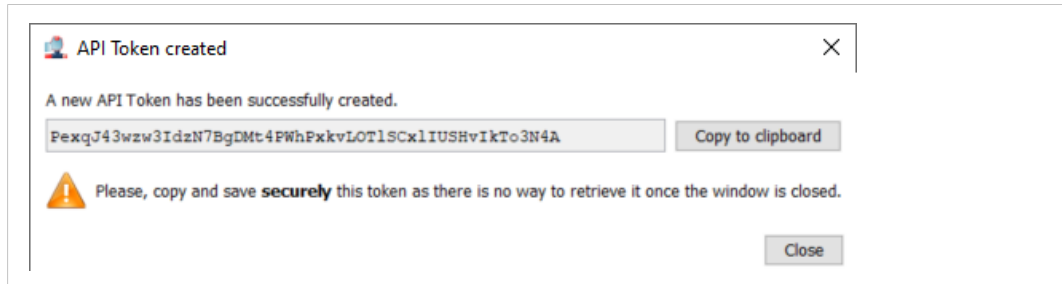 API Token created
A new API Token has been successfully created.
PexqJ43wzw3IdzN7BgDMt4PWhPxkvLOTlSCxlIUSHvIkTo3N4A
Copy to clipboard
Please, copy and save securely this token as there is no way to retrieve it once the window is closed.
Close